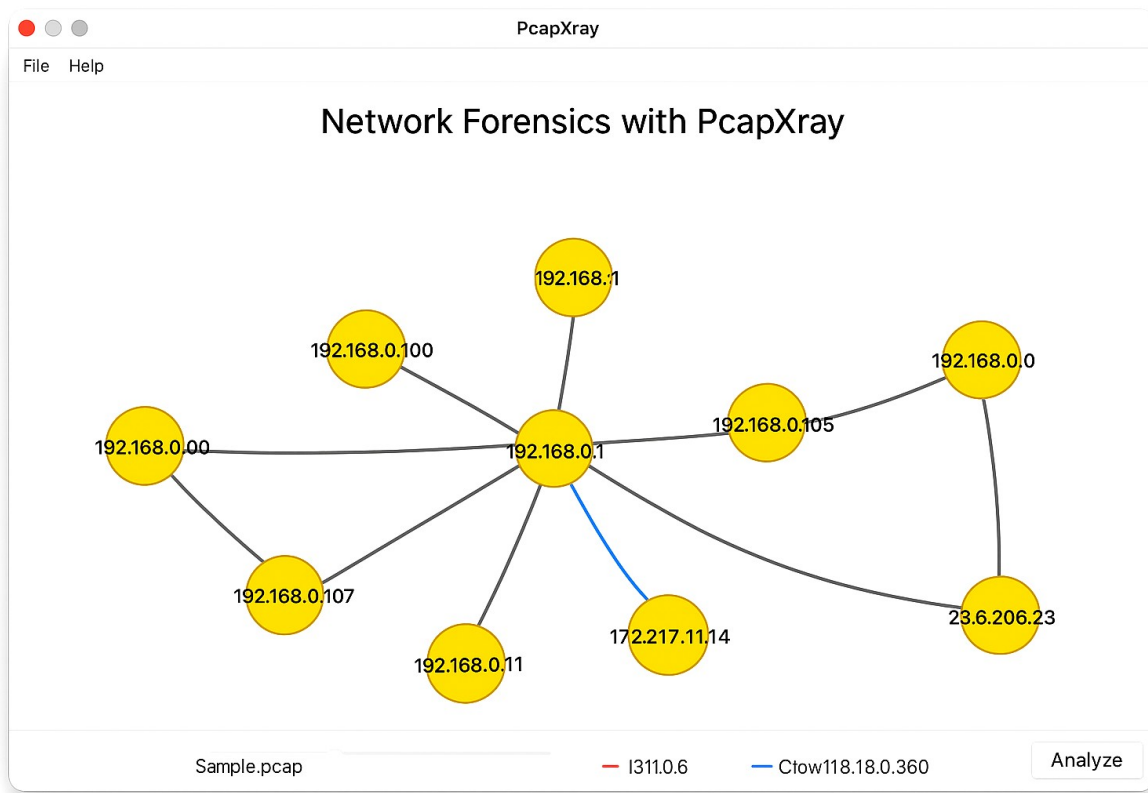 PcapXray
File Help
Network Forensics with PcapXray
192.168.:1
192.168.0.100
192.168.0.0
192.168.0.105
192.168.0.00
192.168.0.1
192.168.0.107
23.6.206.23
172.217.11.14
192.168.0.11
Analyze
Sample.pcap
I311.0.6
Ctow118.18.0.360